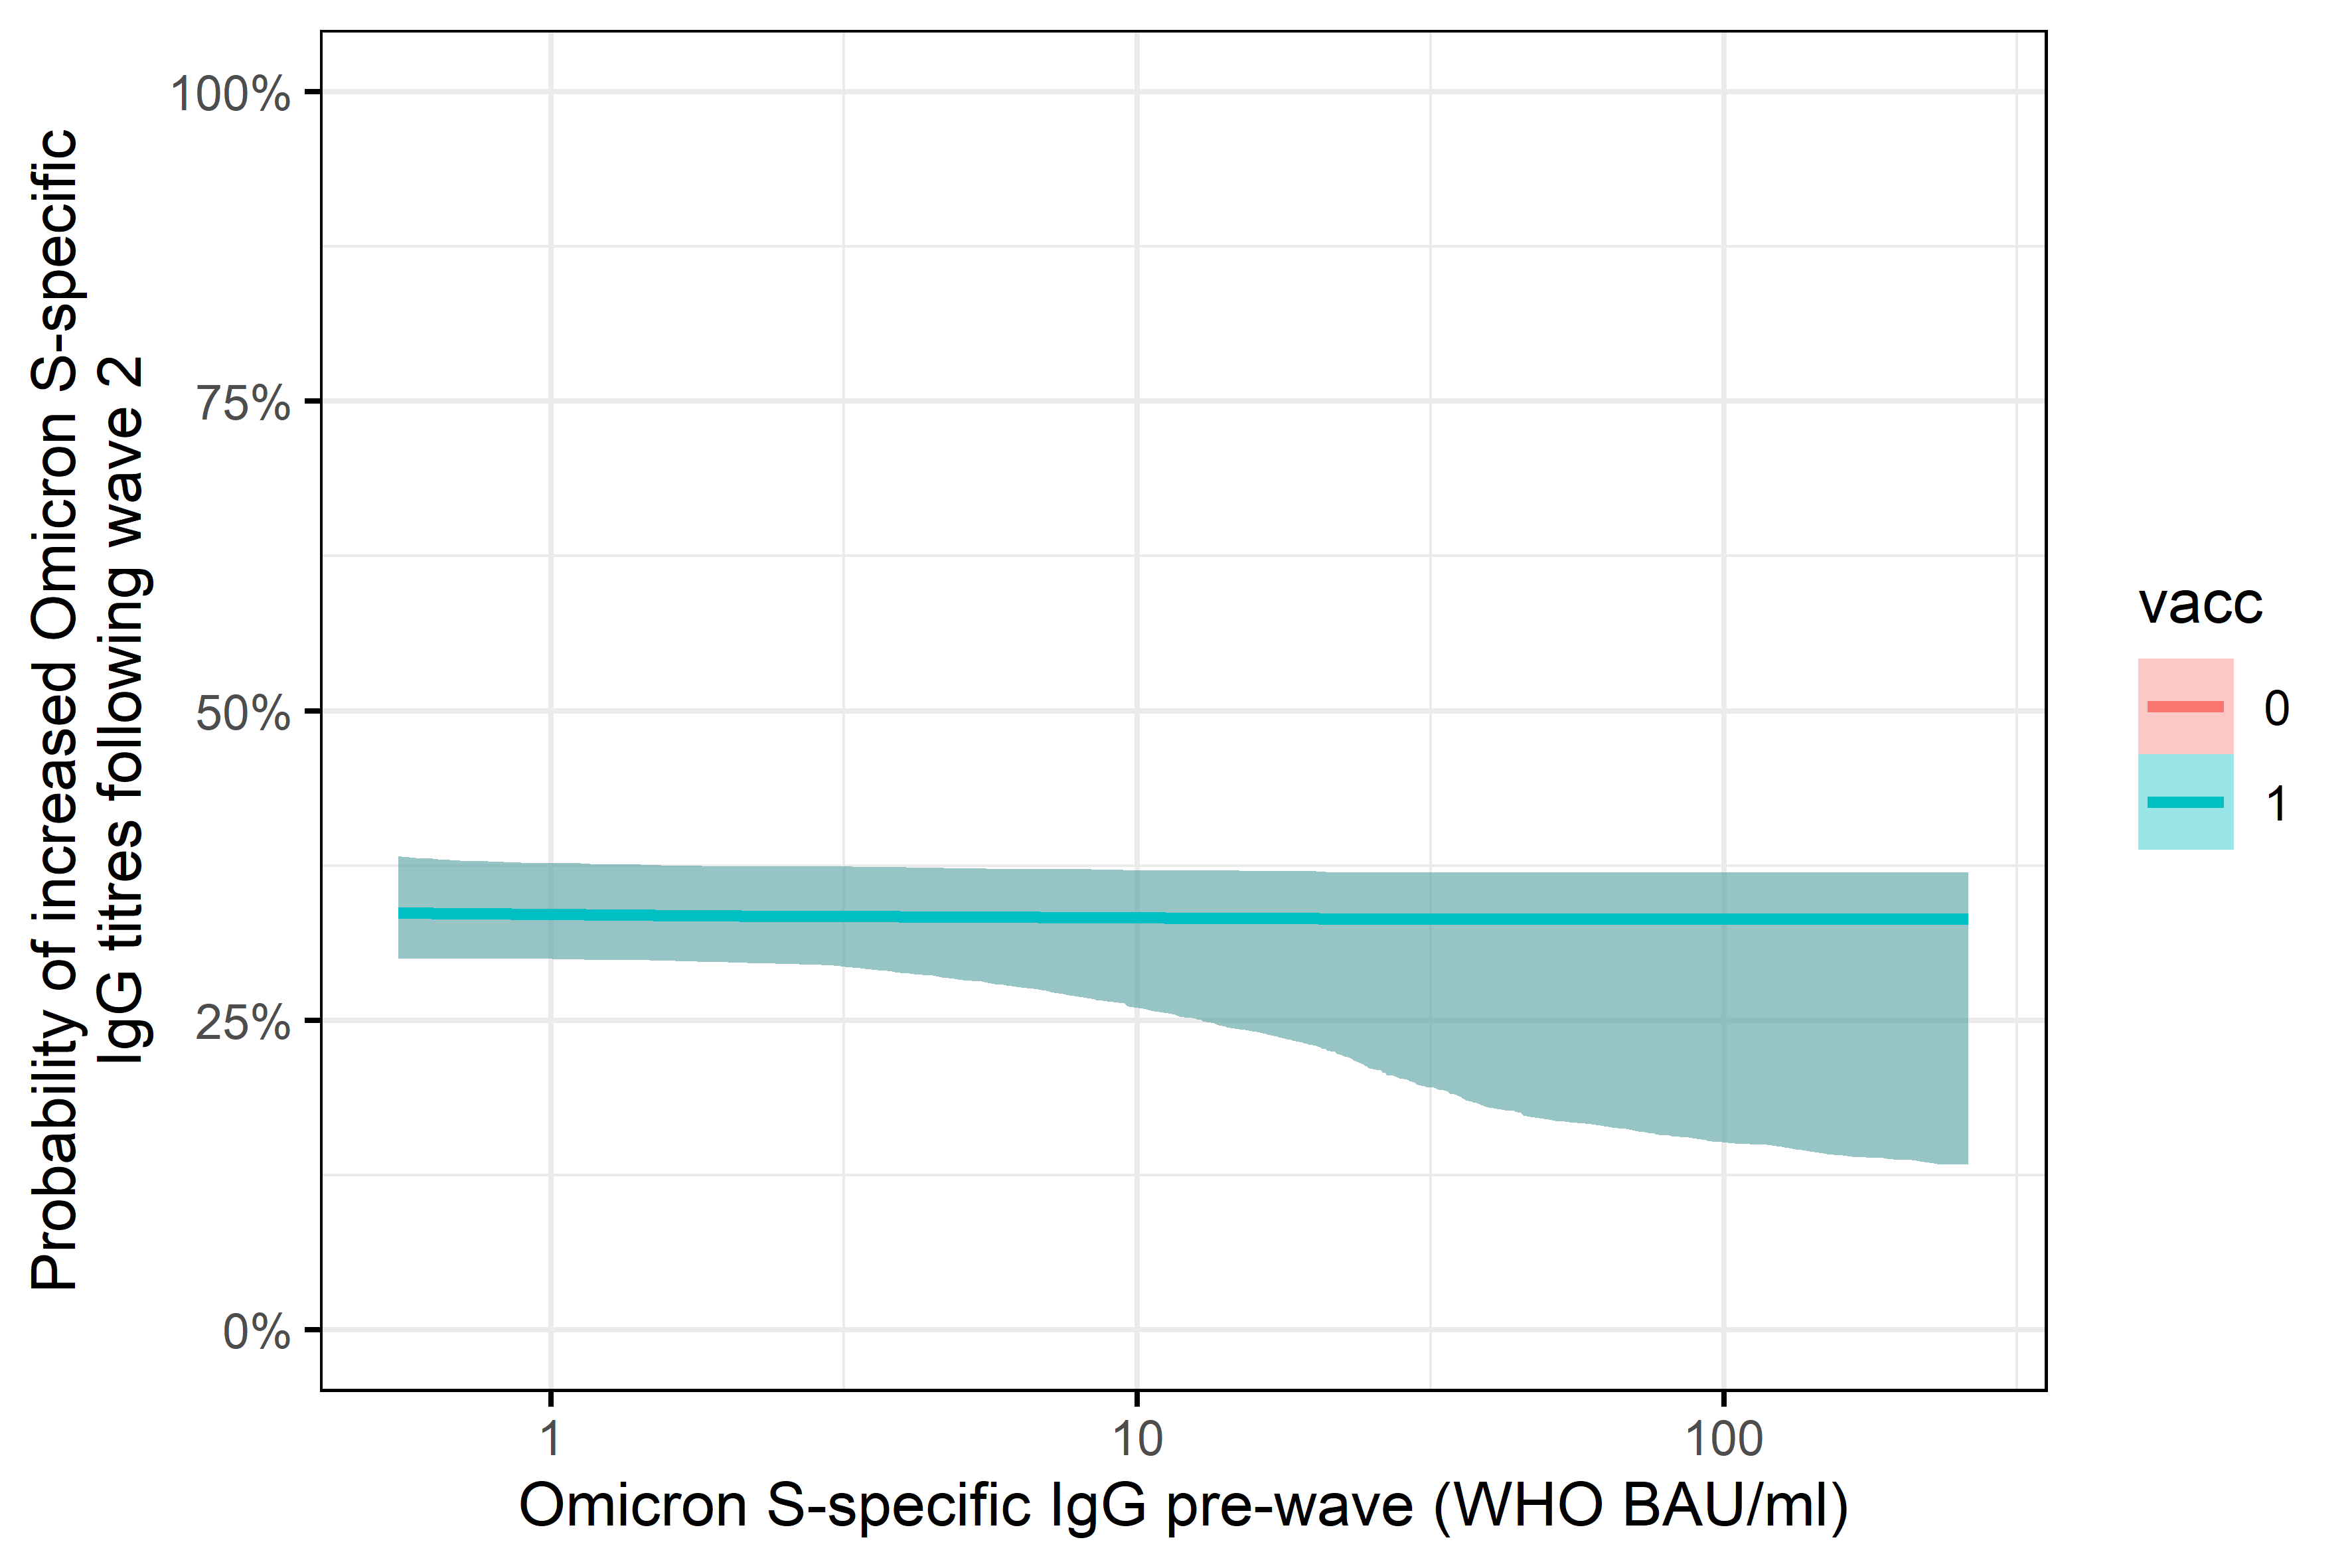 Probability of increased Omicron S-specific
IgG titres following wave 2
100%
75%
50%
25%
0%
1
10
100
Omicron S-specific IgG pre-wave (WHO BAU/ml)
vacc
0
1